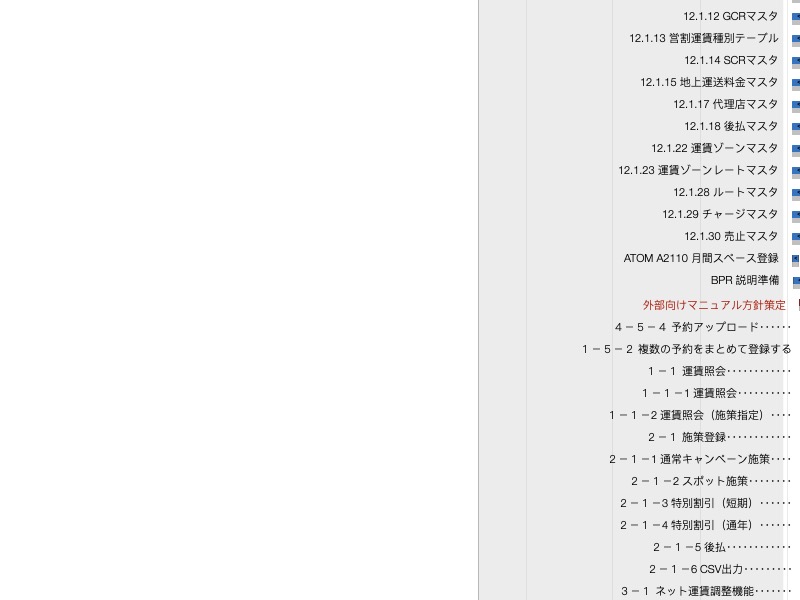 12.1.12 GCRマスタ
12.1.13 営割運賃種別テーブル
12.1.14 SCRマスタ
12.1.15 地上運送料金マスタ
12.1.17 代理店マスタ
12.1.18 後払マスタ
12.1.22 運賃ゾーンマスタ
12.1.23 運賃ゾーンレートマスタ
12.1.28 ルートマスタ
12.1.29 チャージマスタ
12.1.30 売止マスタ
ATOM A2110 月間スペース登録
BPR 説明準備
外部向けマニュアル方針策定
４－５－４ 予約アップロード･･････
１－５－２ 複数の予約をまとめて登録する
１－１ 運賃照会････････････
１－１－１運賃照会･･････････
１－１－２運賃照会（施策指定）････
２－１ 施策登録････････････
２－１－１通常キャンペーン施策････
２－１－２スポット施策････････
２－１－３特別割引（短期）･･････
２－１－４特別割引（通年）･･････
２－１－５後払････････････
２－１－６CSV出力･････････
３－１ ネット運賃調整機能･･･････